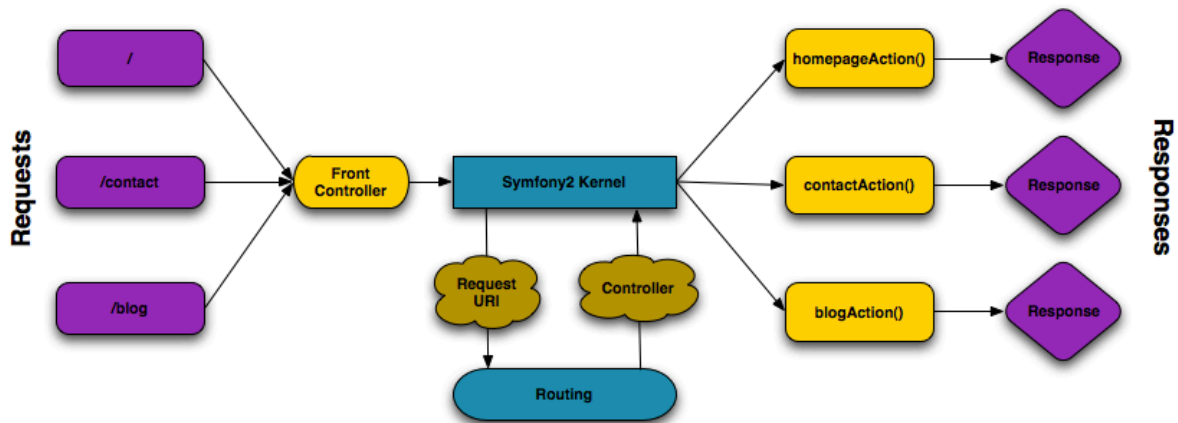 Requests
/
/contact
/blog
Front
Controller
Symfony2 Kernel
Request
URI
Controller
Routing
homepageAction()
contactAction()
blogAction()
Response
Response
Response
Responses